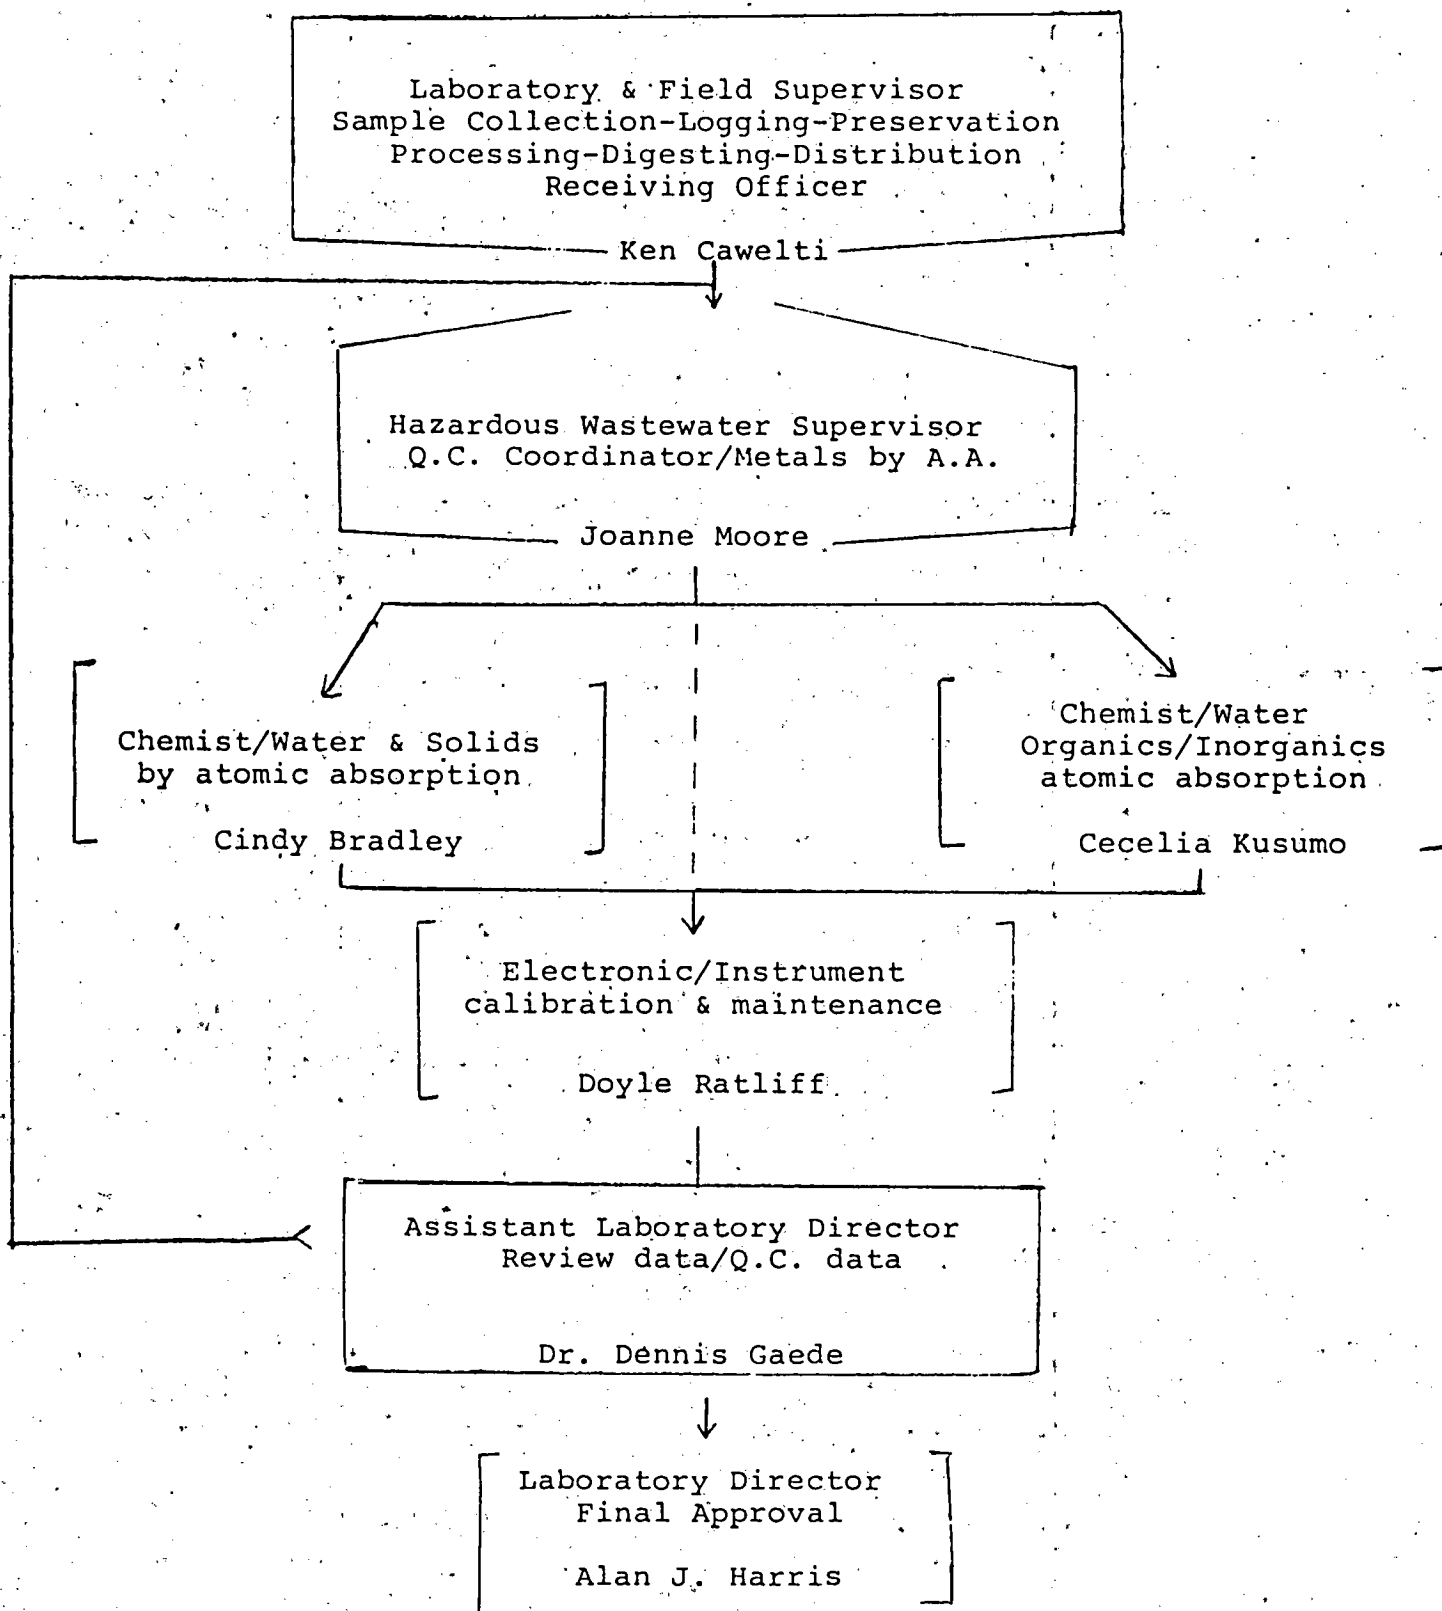 Laboratory & Field Supervisor
Sample Collection-Logging-Preservation
Processing-Digesting-Distribution
Receiving Officer
Ken Cawelti
Hazardous Wastewater Supervisor
Q.C. Coordinator/Metals by A.A.
Joanne Moore
Chemist/Water & Solids
by atomic absorption
Cindy Bradley
Chemist/Water
Organics/Inorganics
atomic absorption
Cecelia Kusumo
Electronic/Instrument
calibration & maintenance
Doyle Ratliff
Assistant Laboratory Director
Review data/Q.C. data
Dr. Dennis Gaede
Laboratory Director
Final Approval
Alan J. Harris